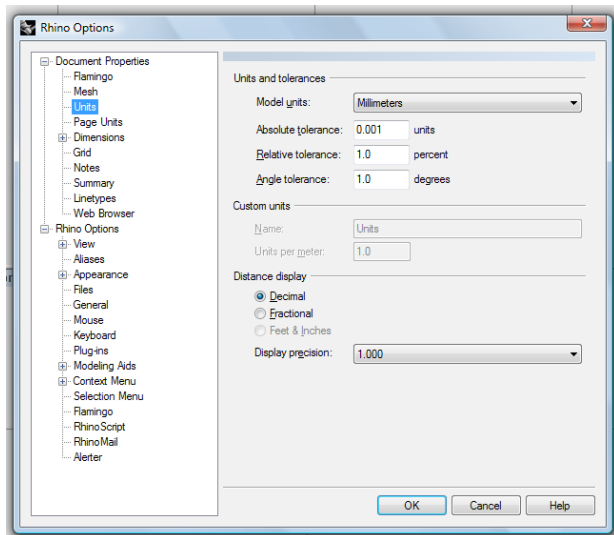 Rhino Options
Document Properties
Flamingo
Mesh
Units
Page Units
Dimensions
Grid
Notes
Summary
Linetypes
Web Browser
Rhino Options
View
Aliases
Appearance
Files
General
Mouse
Keyboard
Plug-ins
Modeling Aids
Context Menu
Selection Menu
Flamingo
RhinoScript
RhinoMail
Alerter
Units and tolerances
Model units: Millimeters
Absolute tolerance: 0.001 units
Relative tolerance: 1.0 percent
Angle tolerance: 1.0 degrees
Custom units
Name: Units
Units per meter: 1.0
Distance display
Decimal
Fractional
Feet & Inches
Display precision: 1.000
OK Cancel Help